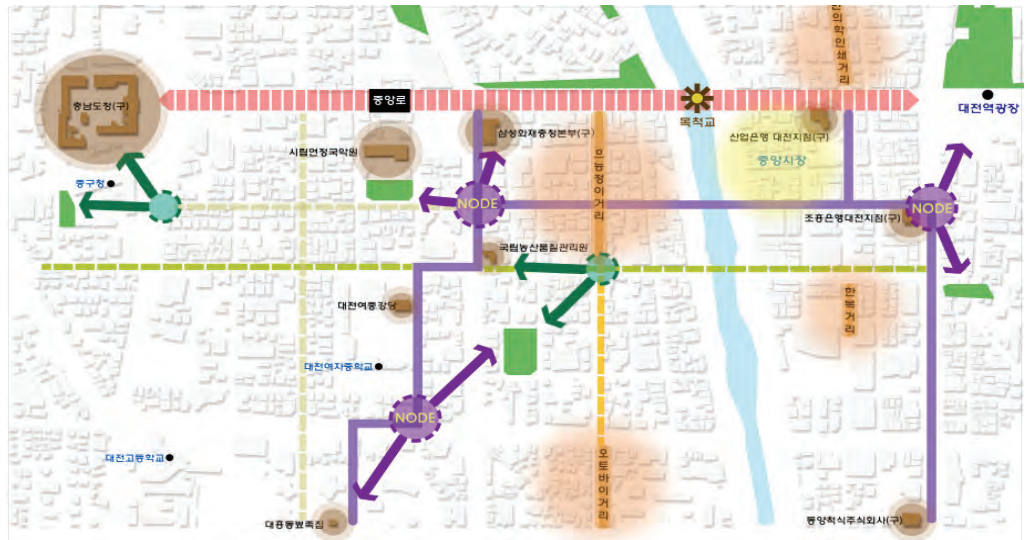 한의학인쇄거리
충남도청(구)
중앙로
대전역광장
목척교
삼성화재충청본부(구)
산업은행 대전지점(구)
시립연정국악원
중앙시장
으능정이거리
중구청
NODE
NODE
조흥은행대전지점(구)
국립농산물품질관리원
대전여중강당
한복거리
대전여자중학교
NODE
대전고등학교
오토바이거리
대흥동뾰족집
동양척식주식회사(구)